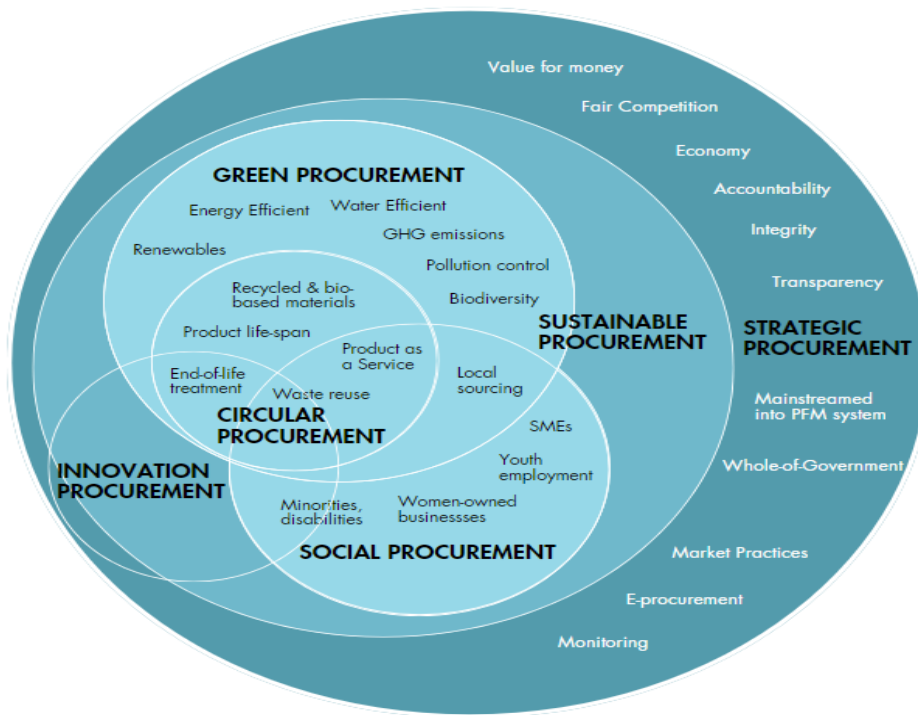 Value for money
Fair Competition
Economy
Accountability
Integrity
Transparency
STRATEGIC
PROCUREMENT
Mainstreamed
into PFM system
Whole-of-Government
Market Practices
E-procurement
Monitoring
SUSTAINABLE
PROCUREMENT
GREEN PROCUREMENT
Energy Efficient
Water Efficient
GHG emissions
Renewables
Pollution control
Biodiversity
Recycled & bio-
based materials
Product life-span
Product as
a Service
End-of-life
treatment
Waste reuse
CIRCULAR
PROCUREMENT
Local
sourcing
SMEs
Youth
employment
INNOVATION
PROCUREMENT
Minorities,
disabilities
Women-owned
businessses
SOCIAL PROCUREMENT